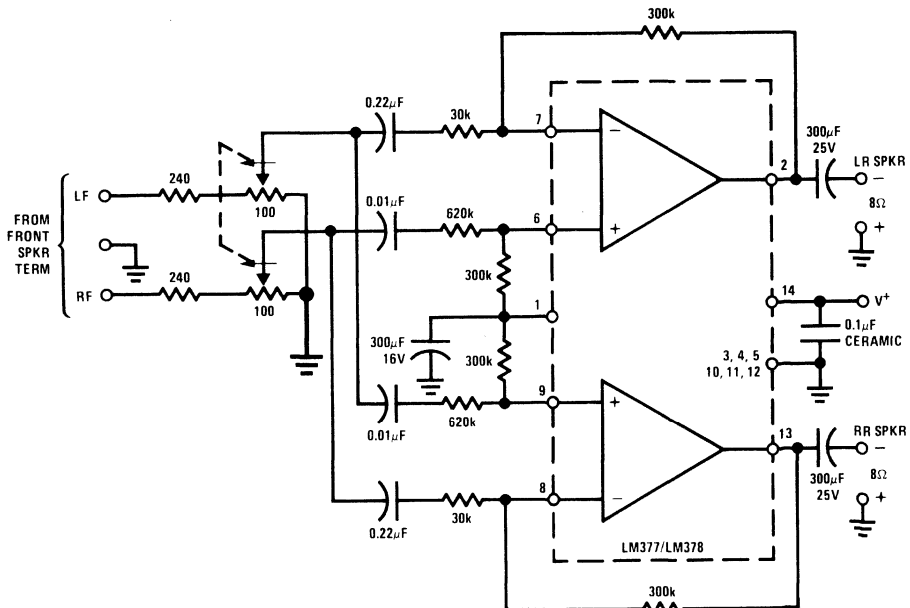 300k
0.22µF
30k
7
300µF
25V
LR SPKR
2
−
8Ω
+
LF
240
100
0.01µF
620k
6
−
+
FROM
FRONT
SPKR
TERM
300k
1
14
V+
RF
240
100
300µF
16V
300k
0.1µF
CERAMIC
3, 4, 5
10, 11, 12
0.01µF
620k
9
+
−
13
RR SPKR
−
300µF
25V
8Ω
+
0.22µF
30k
8
LM377/LM378
300k